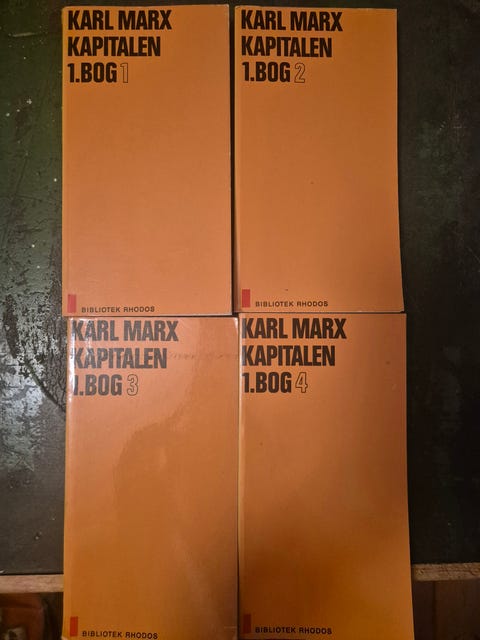 KARL MARX
KAPITALEN
1.BOG 1
BIBLIOTEK RHODOS
KARL MARX
KAPITALEN
1.BOG 2
BIBLIOTEK RHODOS
KARL MARX
KAPITALEN
1.BOG 3
BIBLIOTEK RHODOS
KARL MARX
KAPITALEN
1.BOG 4
BIBLIOTEK RHODOS